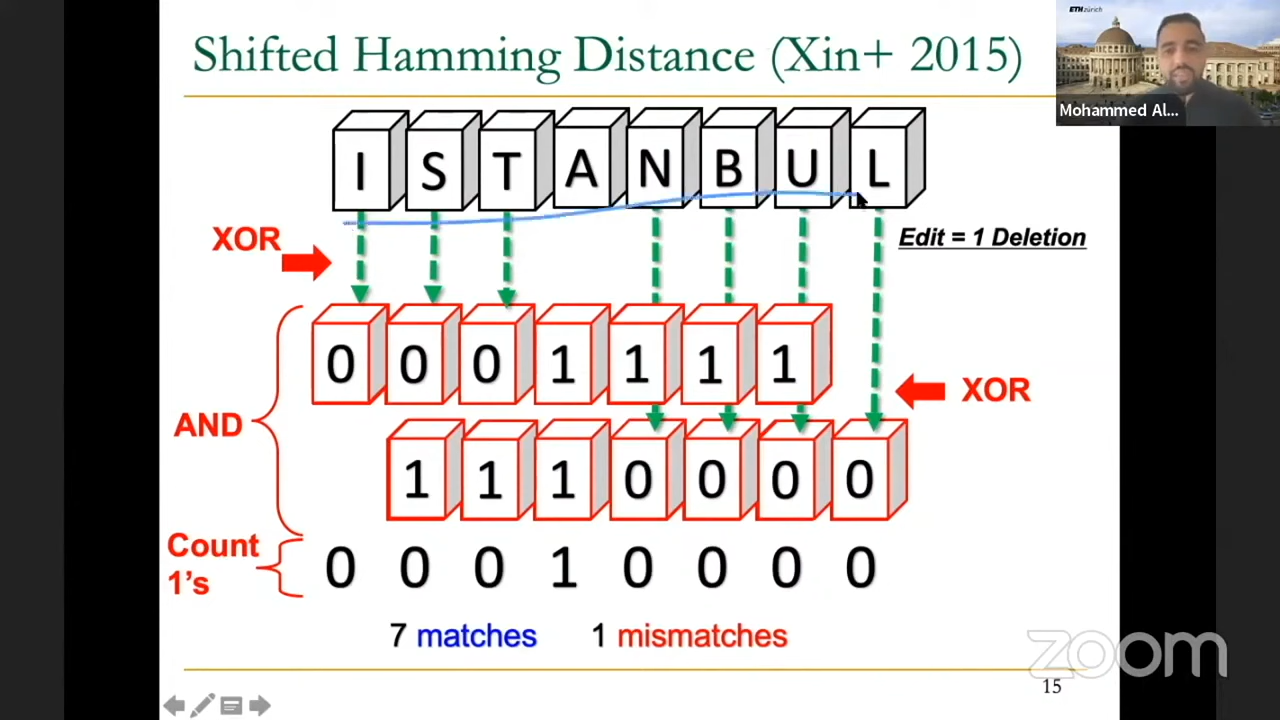 Shifted Hamming Distance (Xin+ 2015)
ETH zürich
Mohammed Al...
I S T A N B U L
XOR
Edit = 1 Deletion
0 0 0 1 1 1 1
XOR
AND
1 1 1 0 0 0 0
Count
1's
0 0 0 1 0 0 0 0
7 matches 1 mismatches
zoom
15